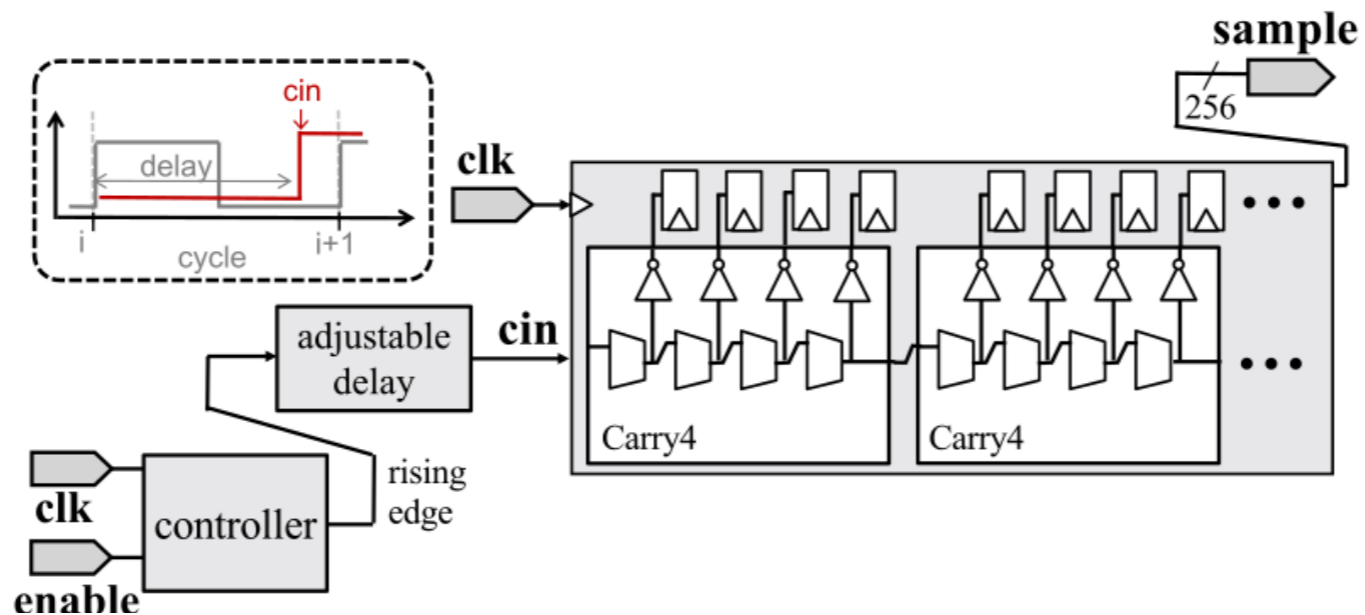 sample
256
cin
delay
i
i+1
cycle
clk
adjustable
delay
cin
Carry4
Carry4
rising
edge
clk
controller
enable